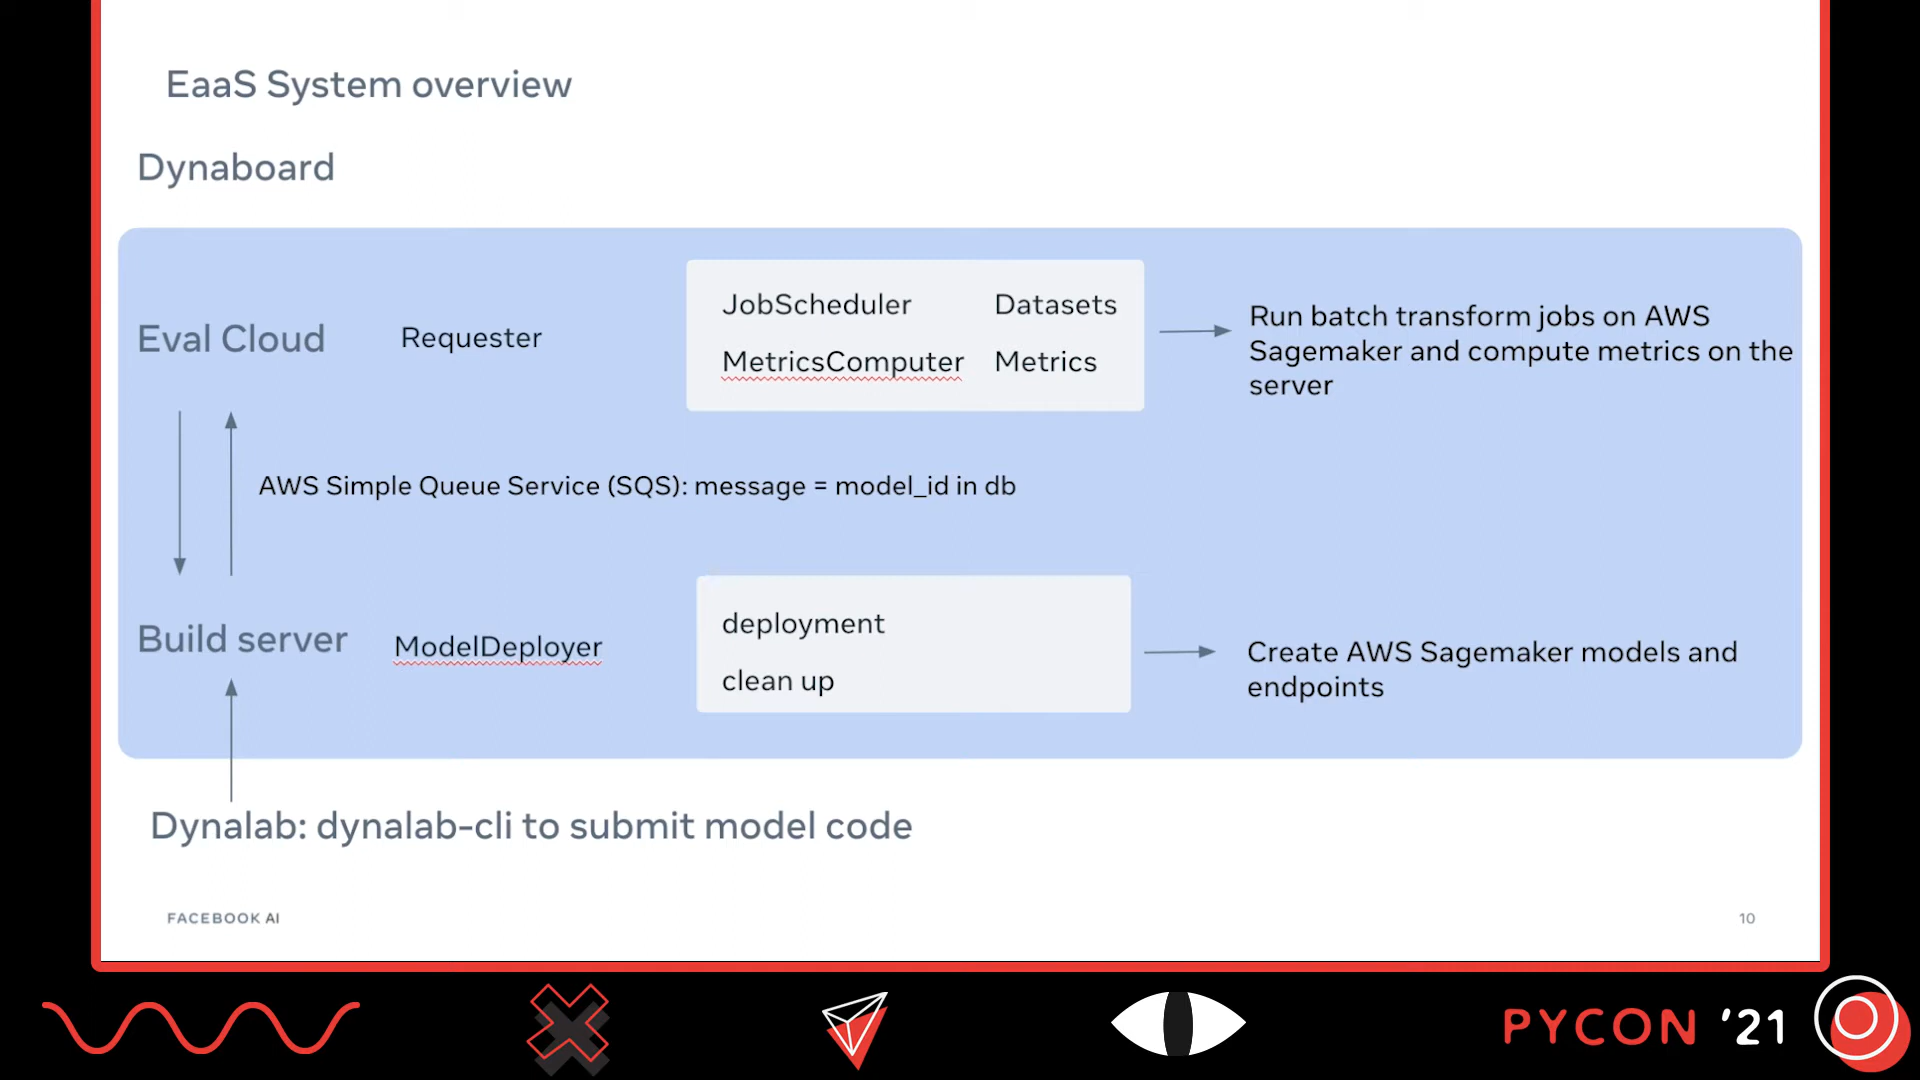 EaaS System overview
Dynaboard
Eval Cloud
Requester
JobScheduler
Datasets
MetricsComputer
Metrics
Run batch transform jobs on AWS
Sagemaker and compute metrics on the
server
AWS Simple Queue Service (SQS): message = model_id in db
Build server
ModelDeployer
deployment
clean up
Create AWS Sagemaker models and
endpoints
Dynalab: dynalab-cli to submit model code
FACEBOOK AI
10
PYCON '21